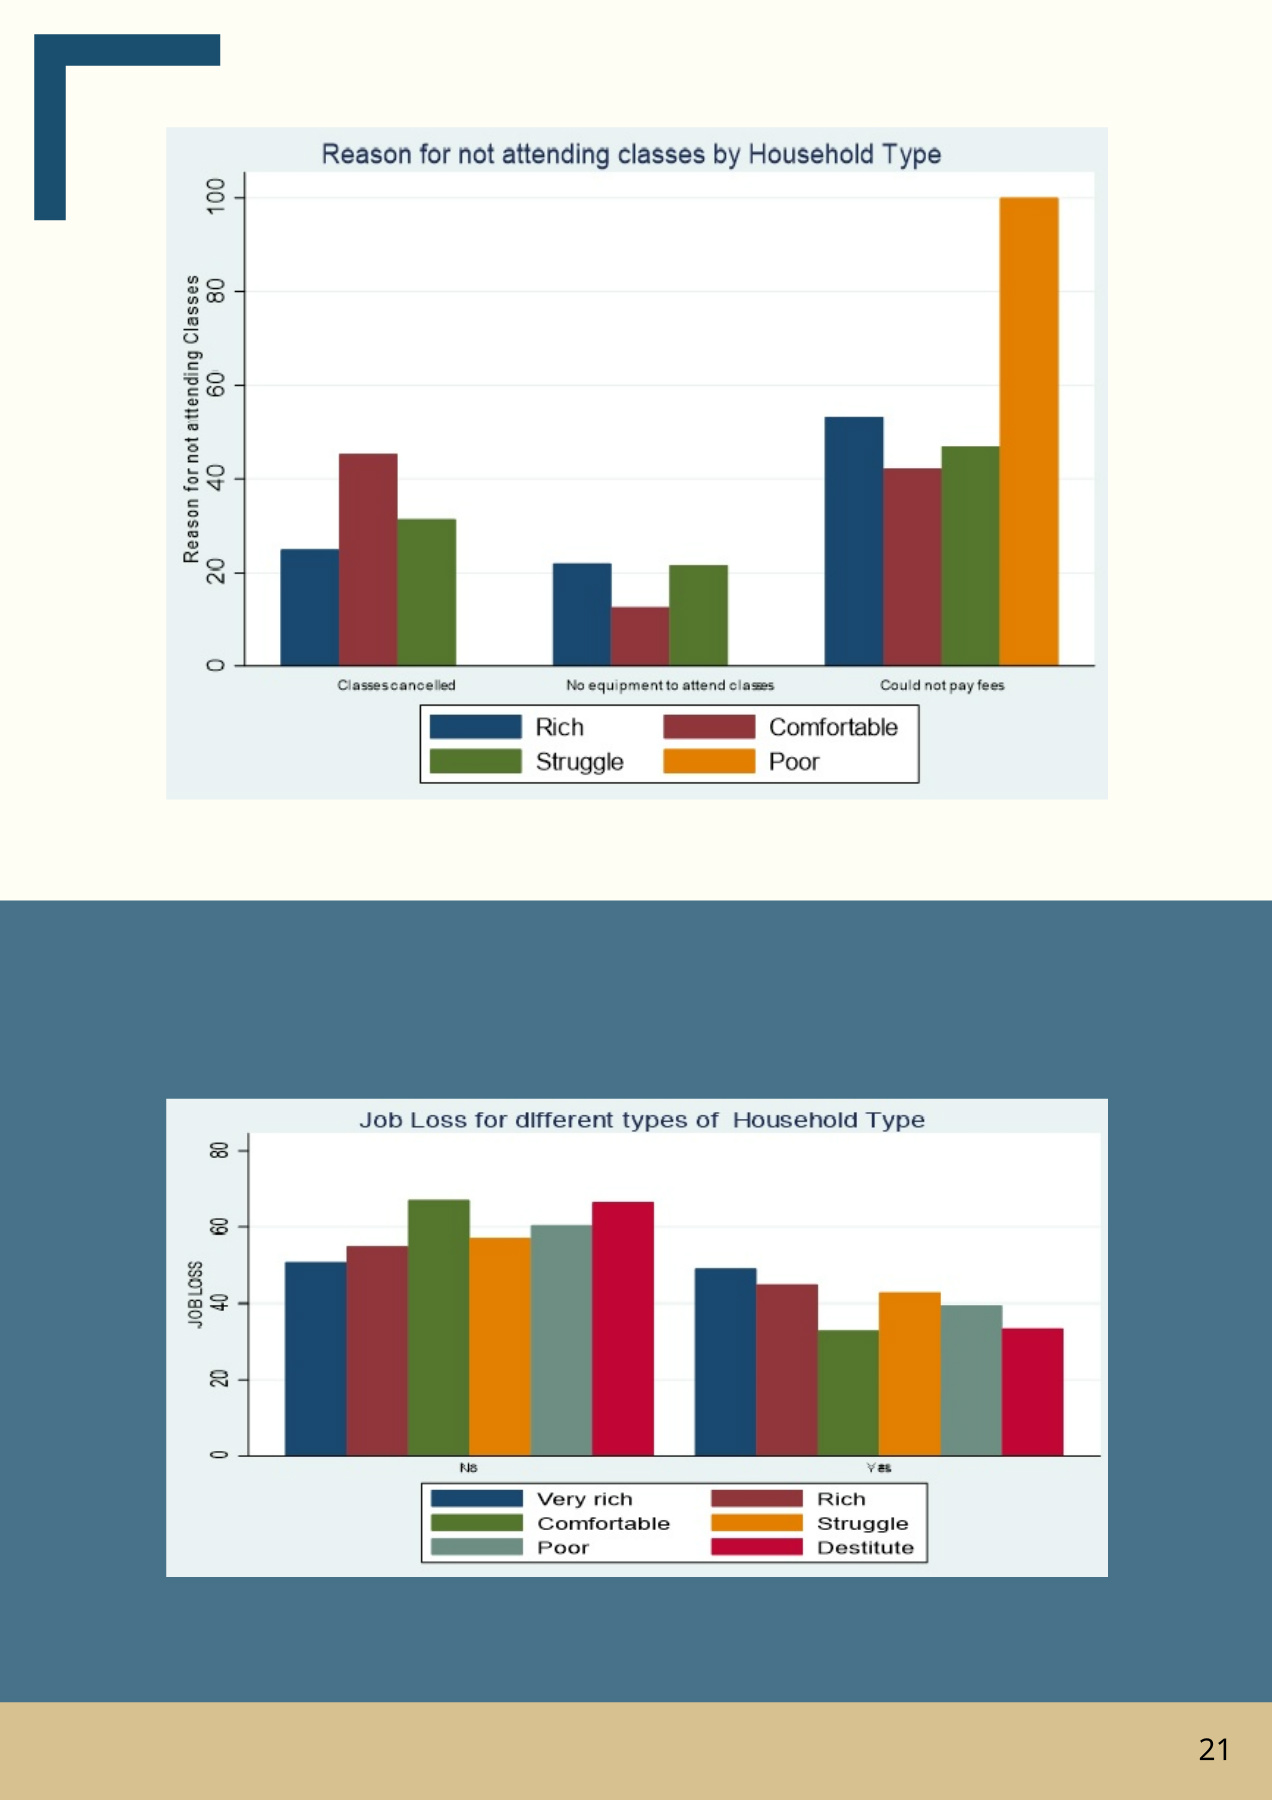 Reason for not attending classes by Household Type
Reason for not attending Classes
100
80
60
40
20
0
Classes cancelled
No equipment to attend classes
Could not pay fees
Rich
Comfortable
Struggle
Poor
Job Loss for different types of Household Type
JOB LOSS
80
60
40
20
0
No
Yes
Very rich
Rich
Comfortable
Struggle
Poor
Destitute
21